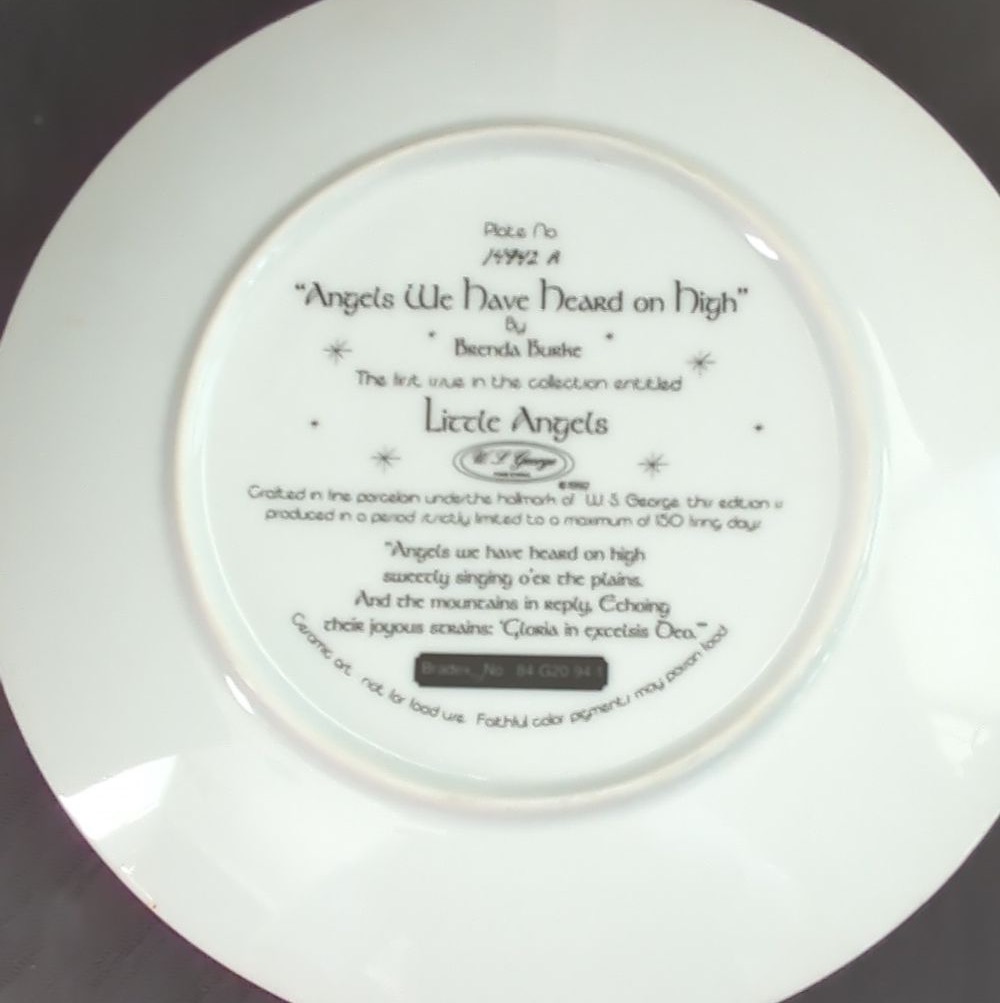 Plate No
14942 A
"Angels We Have Heard on High"
By
Brenda Burke
The first issue in the collection entitled
Little Angels
W. S. George
© 1992
Crafted in fine porcelain under the hallmark of W. S. George this edition is
produced in a period strictly limited to a maximum of 150 firing days
"Angels we have heard on high
sweetly singing o'er the plains.
And the mountains in reply, Echoing
their joyous strains: 'Gloria in excelsis Deo.'"
Bradex No 84 G20 94 1
Ceramic art not for food use. Faithful color pigments may poison food